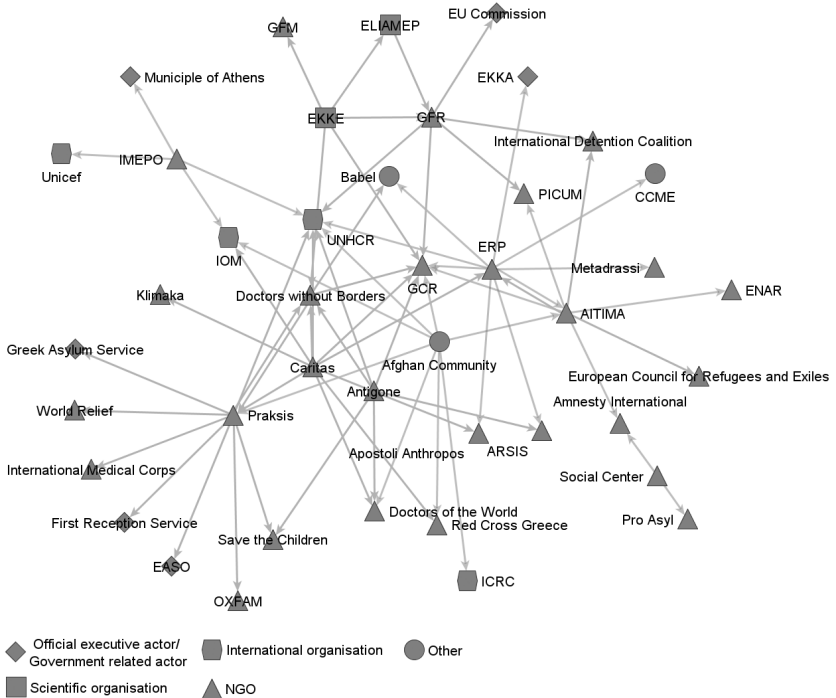 EU Commission
GFM
ELIAMEP
Municiple of Athens
EKKA
EKKE
GFR
International Detention Coalition
IMEPO
Unicef
Babel
CCME
PICUM
UNHCR
IOM
ERP
GCR
Metadrassi
Klimaka
Doctors without Borders
ENAR
AITIMA
Greek Asylum Service
Caritas
Afghan Community
European Council for Refugees and Exiles
Antigone
Amnesty International
World Relief
Praksis
Apostoli Anthropos
ARSIS
International Medical Corps
Social Center
First Reception Service
Doctors of the World
Red Cross Greece
Pro Asyl
Save the Children
EASO
ICRC
OXFAM
Official executive actor/
Government related actor
International organisation
Other
Scientific organisation
NGO